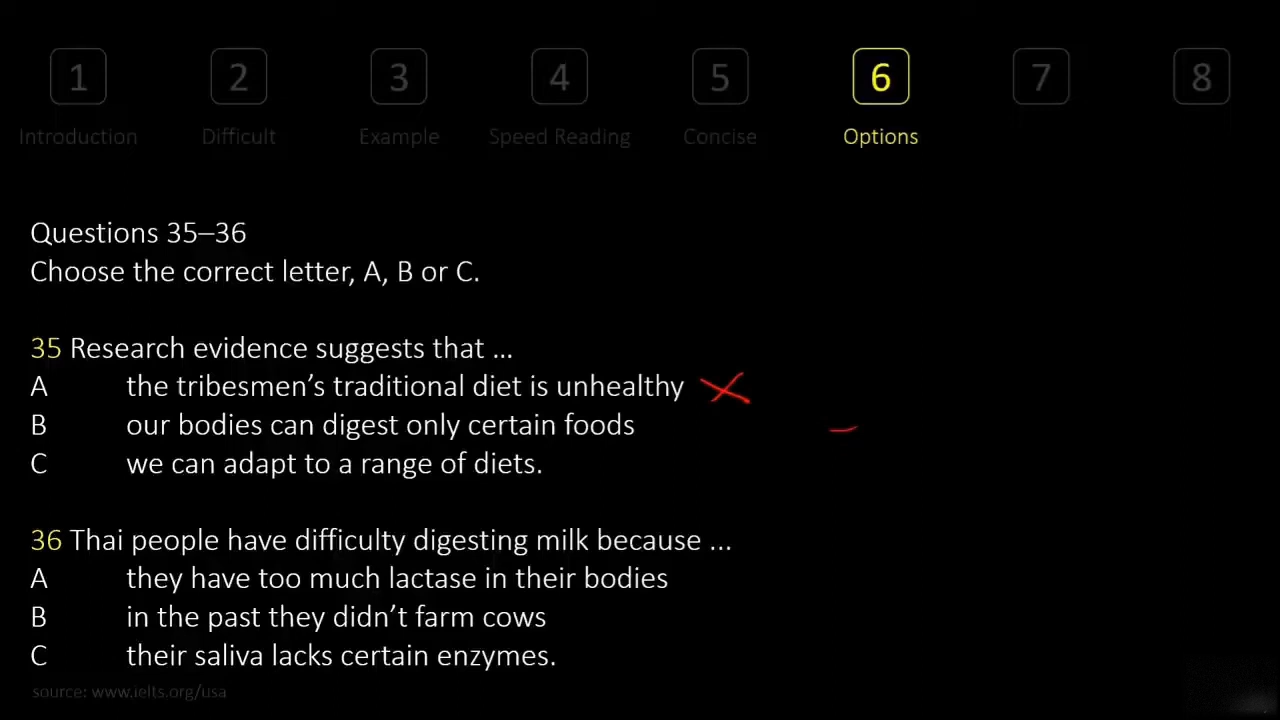 1 2 3 4 5 6 7 8
Introduction Difficult Example Speed Reading Concise Options
Questions 35–36
Choose the correct letter, A, B or C.
35 Research evidence suggests that ...
A the tribesmen’s traditional diet is unhealthy
B our bodies can digest only certain foods
C we can adapt to a range of diets.
36 Thai people have difficulty digesting milk because ...
A they have too much lactase in their bodies
B in the past they didn’t farm cows
C their saliva lacks certain enzymes.
source: www.ielts.org/usa